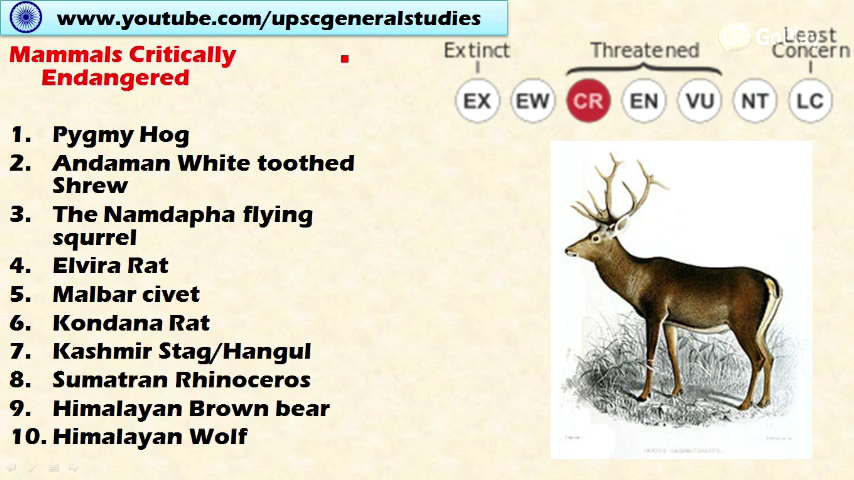 www.youtube.com/upscgeneralstudies
Mammals Critically
Endangered
1. Pygmy Hog
2. Andaman White toothed
Shrew
3. The Namdapha flying
squrrel
4. Elvira Rat
5. Malbar civet
6. Kondana Rat
7. Kashmir Stag/Hangul
8. Sumatran Rhinoceros
9. Himalayan Brown bear
10. Himalayan Wolf
Extinct
Threatened
Least
Concern
EX EW CR EN VU NT LC